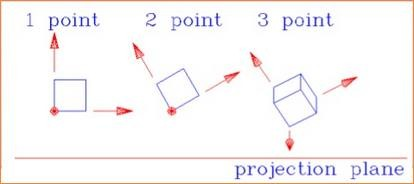 1 point 2 point 3 point
projection plane